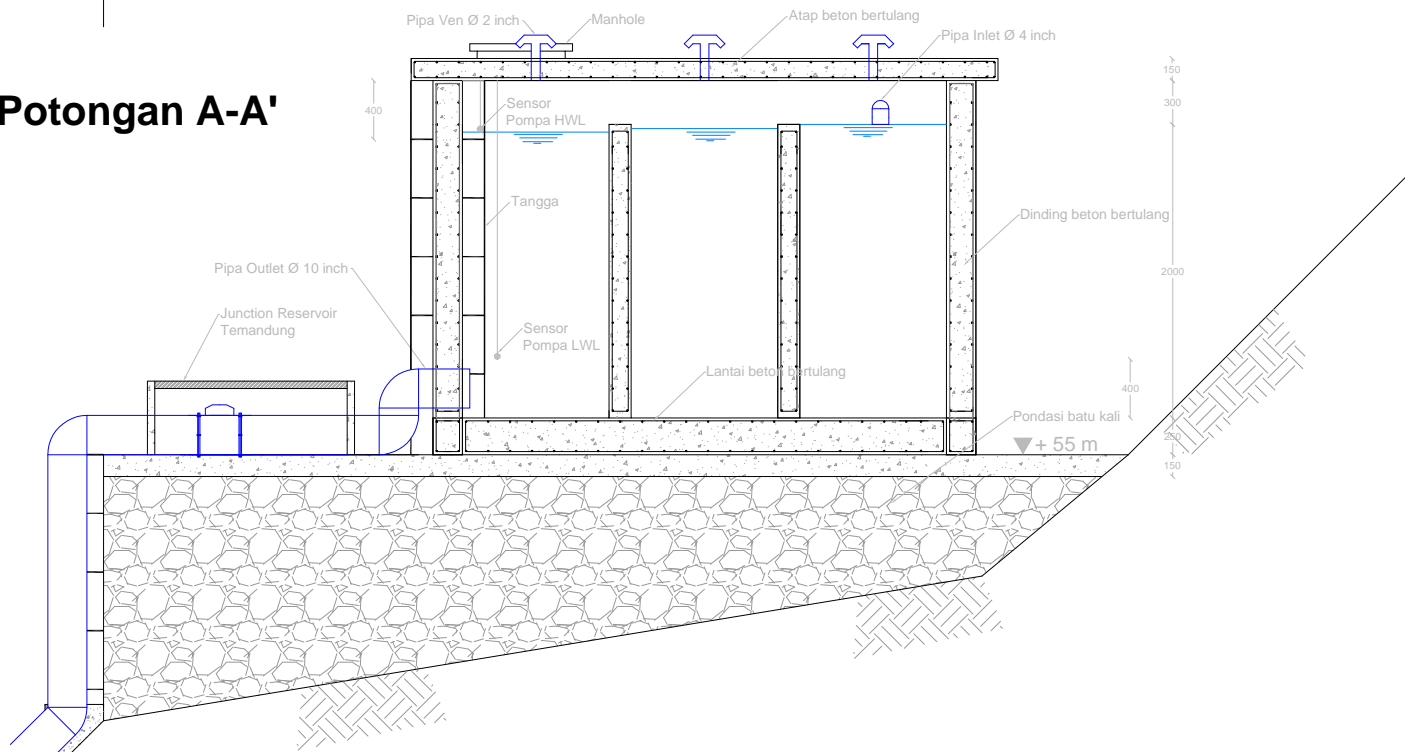 Pipa Ven Ø 2 inch
Manhole
Atap beton bertulang
Pipa Inlet Ø 4 inch
150
300
400
Potongan A-A'
Sensor
Pompa HWL
Tangga
Dinding beton bertulang
2000
Pipa Outlet Ø 10 inch
Junction Reservoir
Temandung
Sensor
Pompa LWL
Lantai beton bertulang
400
Pondasi batu kali
+ 55 m
250
150